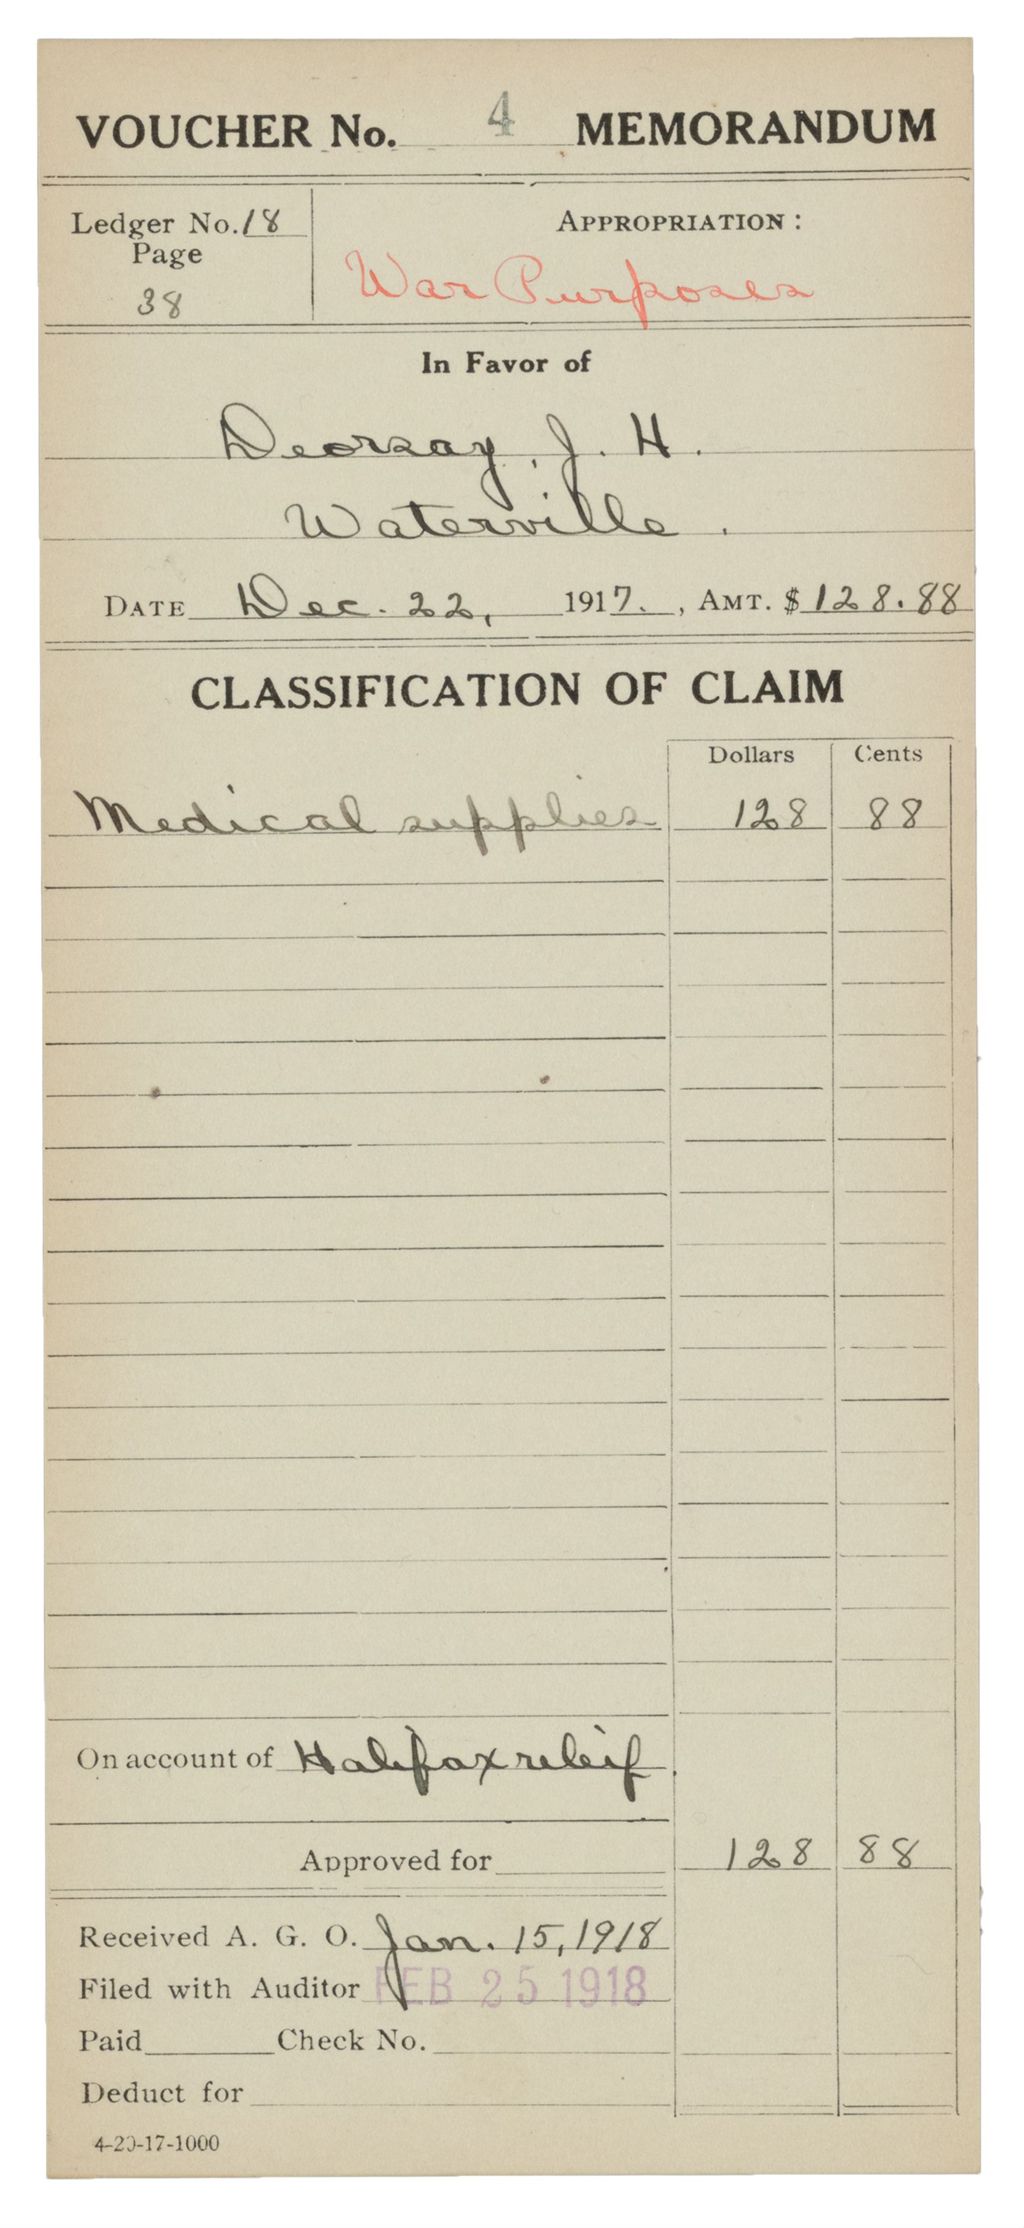 VOUCHER No. 4 MEMORANDUM
Ledger No. 18
Page
38
APPROPRIATION:
War Purposes
In Favor of
Deorsay, J. H.
Waterville.
DATE Dec. 22, 1917., AMT. $128.88
CLASSIFICATION OF CLAIM
Dollars Cents
Medical supplies 128 88
On account of Halifax releif.
Approved for 128 88
Received A. G. O. Jan. 15, 1918
Filed with Auditor FEB 25 1918
Paid Check No.
Deduct for
4-20-17-1000